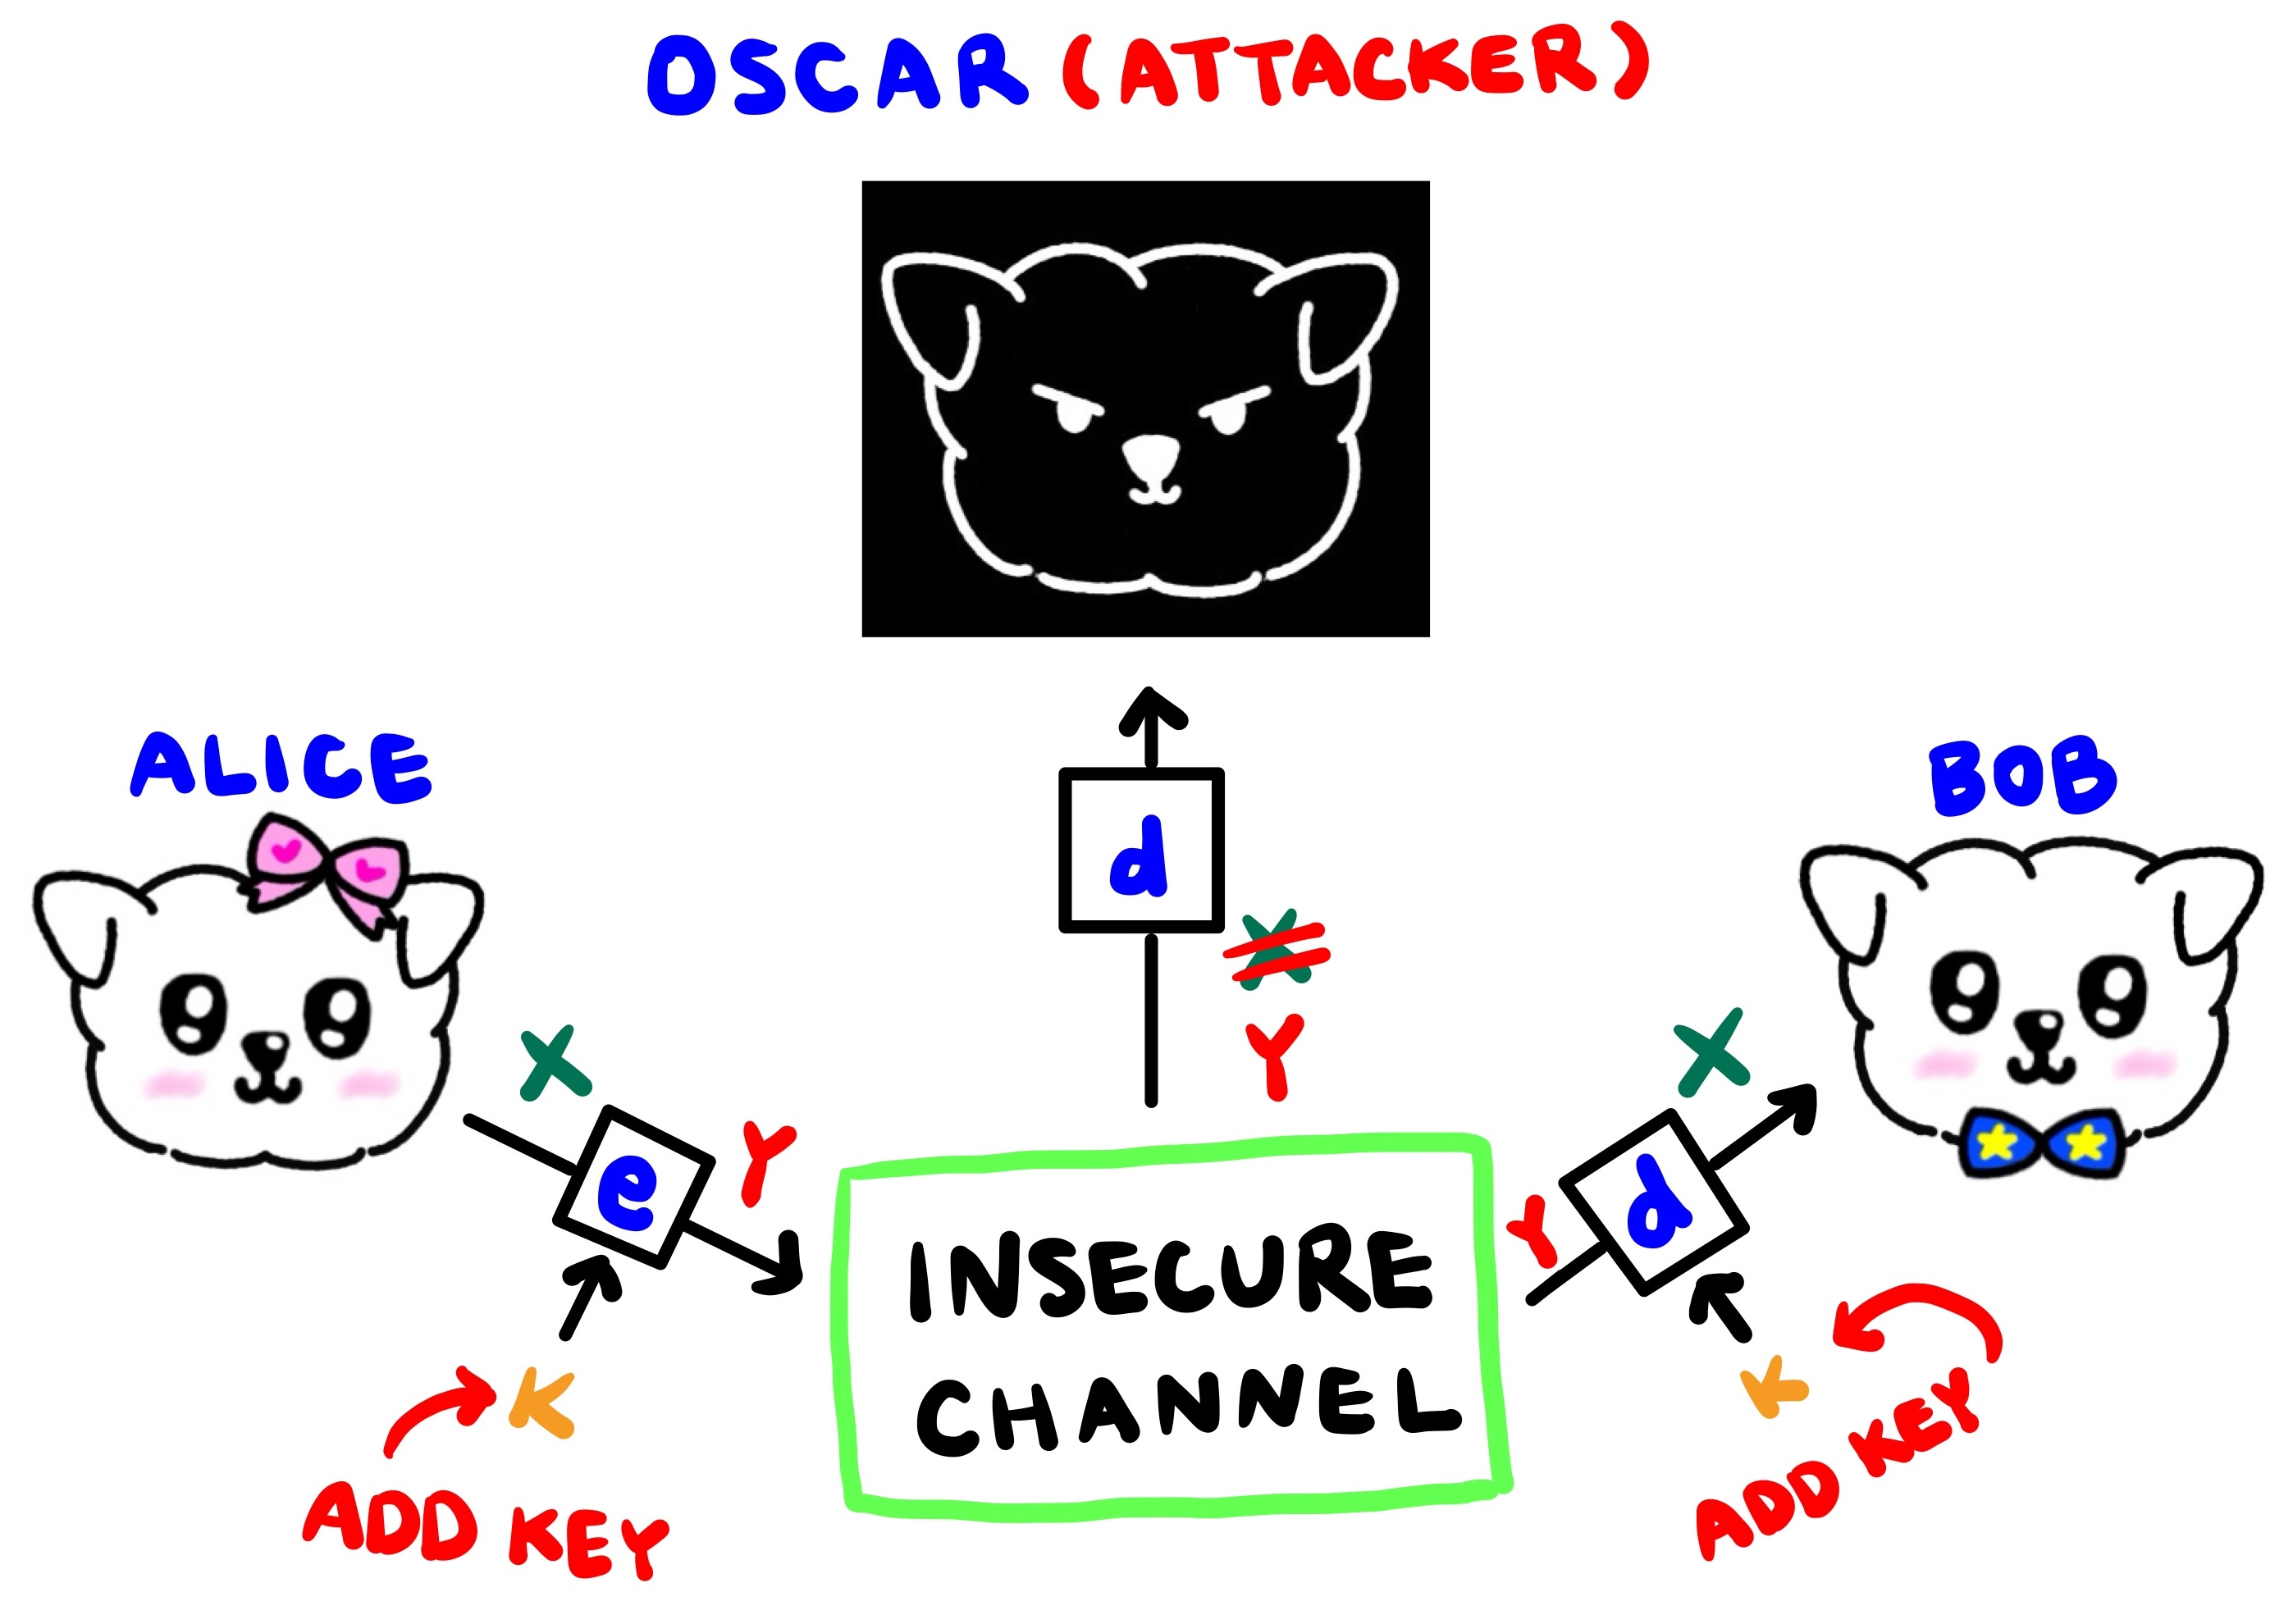 OSCAR (ATTACKER)
ALICE
BOB
d
X
Y
X
e
Y
K
ADD KEY
INSECURE
CHANNEL
X
Y
d
K
ADD KEY